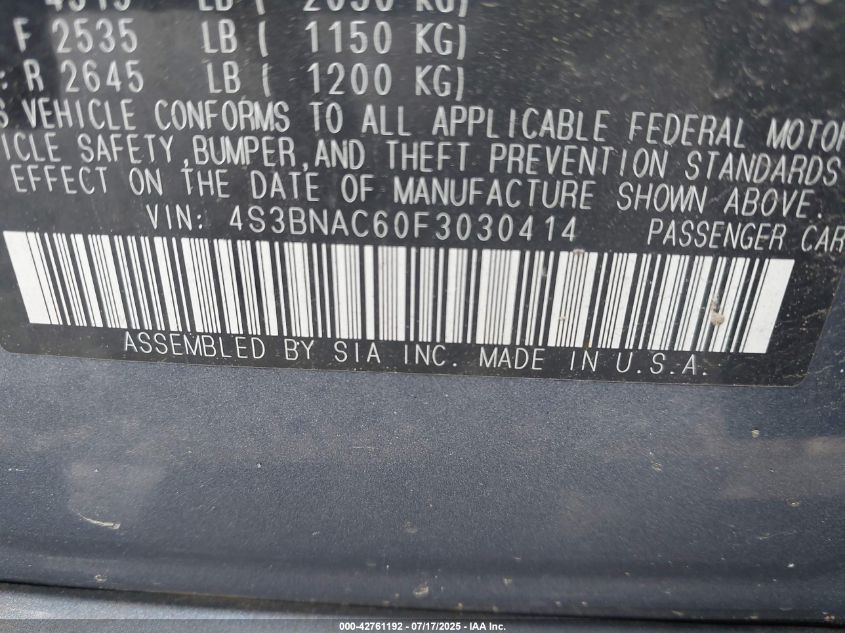 F 2535 LB ( 1150 KG)
: R 2645 LB ( 1200 KG)
S VEHICLE CONFORMS TO ALL APPLICABLE FEDERAL MOTOR
ICLE SAFETY,BUMPER,AND THEFT PREVENTION STANDARDS
EFFECT ON THE DATE OF MANUFACTURE SHOWN ABOVE.
VIN: 4S3BNAC60F3030414 PASSENGER CAR
ASSEMBLED BY SIA INC. MADE IN U.S.A.
000-42761192 - 07/17/2025 - IAA Inc.